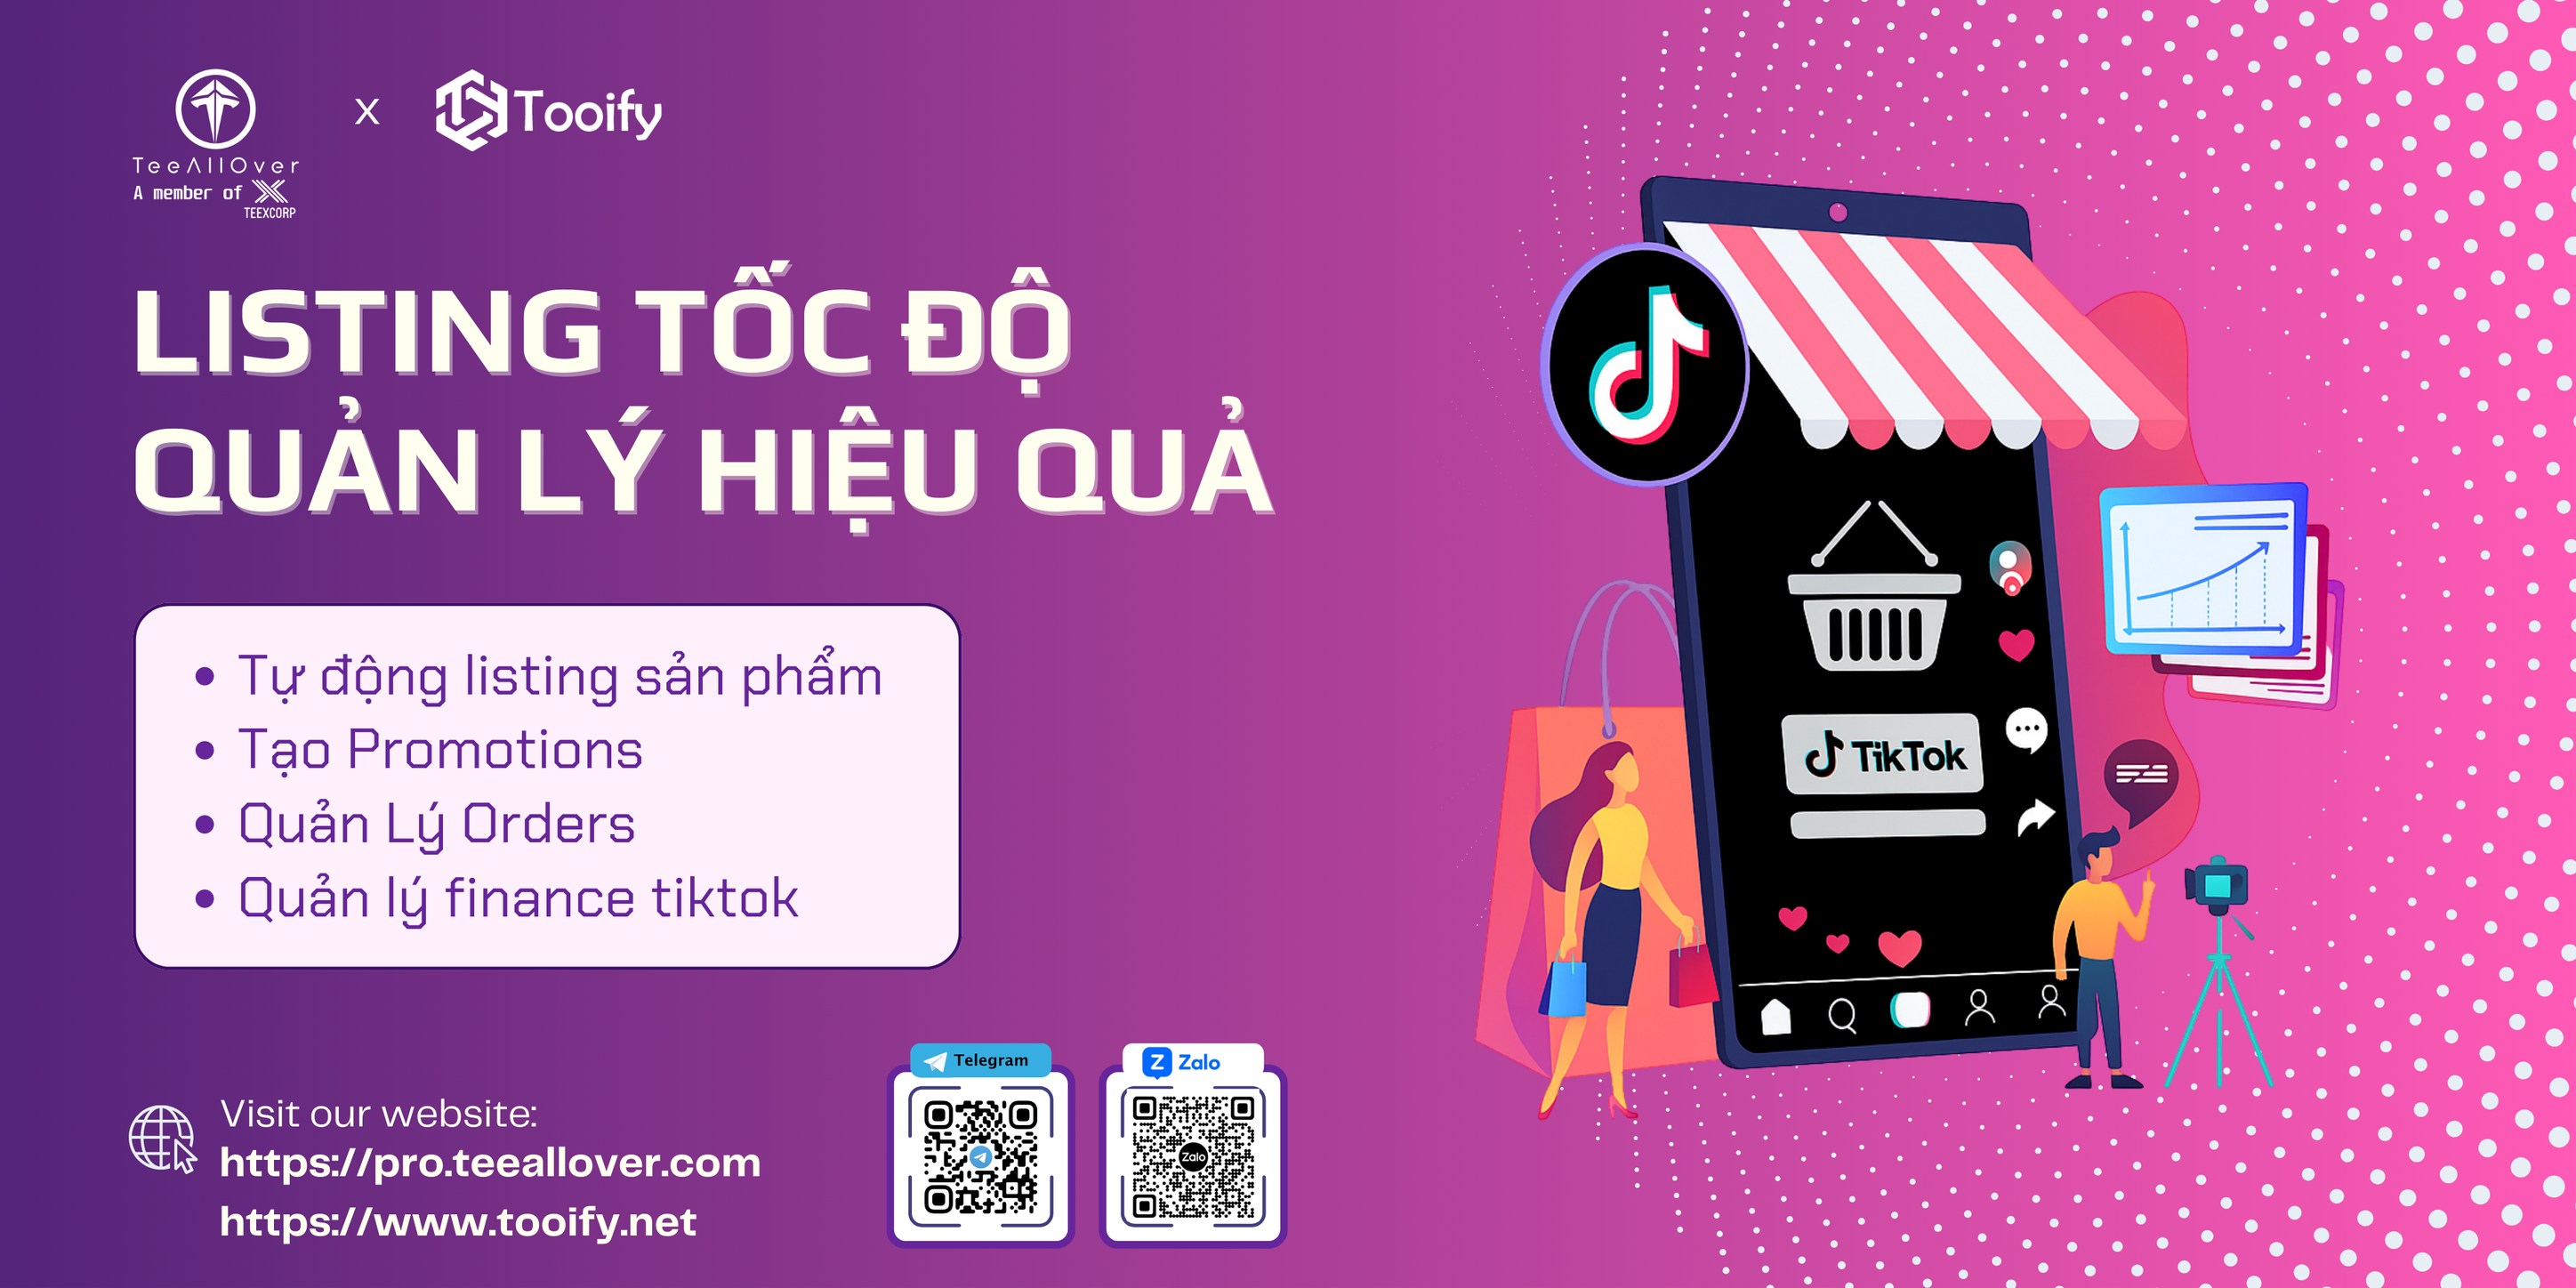 TeeAllOver
A member of
TEEXCORP
X
Tooify
LISTING TỐC ĐỘ
QUẢN LÝ HIỆU QUẢ
• Tự động listing sản phẩm
• Tạo Promotions
• Quản Lý Orders
• Quản lý finance tiktok
Visit our website:
https://pro.teeallover.com
https://www.tooify.net
Telegram
Z Zalo
Zalo
TikTok